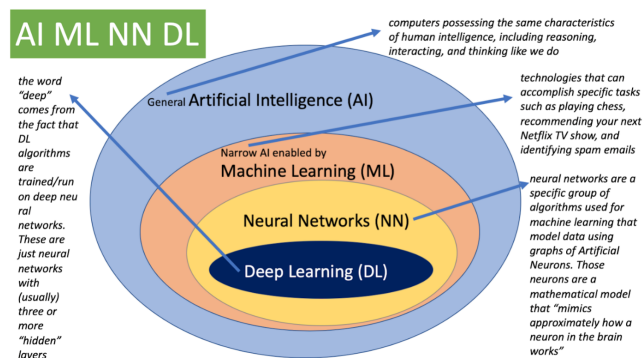 AI ML NN DL
computers possessing the same characteristics
of human intelligence, including reasoning,
interacting, and thinking like we do
the word
"deep"
comes from
the fact that
DL
algorithms
are
trained/run
on deep neu
ral
networks.
These are
just neural
networks
with
(usually)
three or
more
"hidden"
layers
General Artificial Intelligence (AI)
technologies that can
accomplish specific tasks
such as playing chess,
recommending your next
Netflix TV show, and
identifying spam emails
Narrow AI enabled by
Machine Learning (ML)
neural networks are a
specific group of
algorithms used for
machine learning that
model data using
graphs of Artificial
Neurons. Those
neurons are a
mathematical model
that "mimics
approximately how a
neuron in the brain
works"
Neural Networks (NN)
Deep Learning (DL)